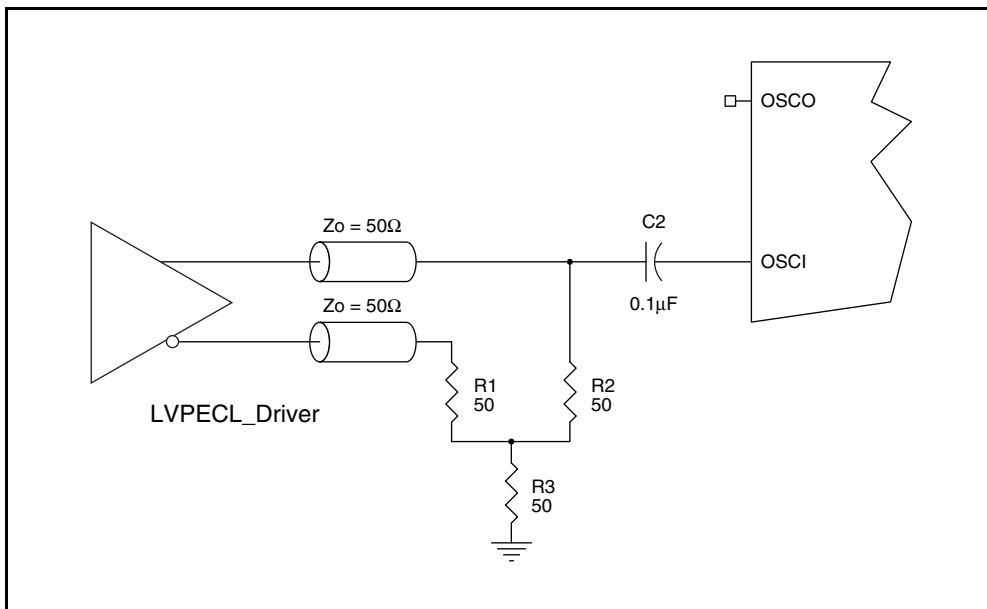 OSCO
Zo = 50Ω
C2
OSCI
0.1μF
Zo = 50Ω
R1
50
R2
50
LVPECL_Driver
R3
50